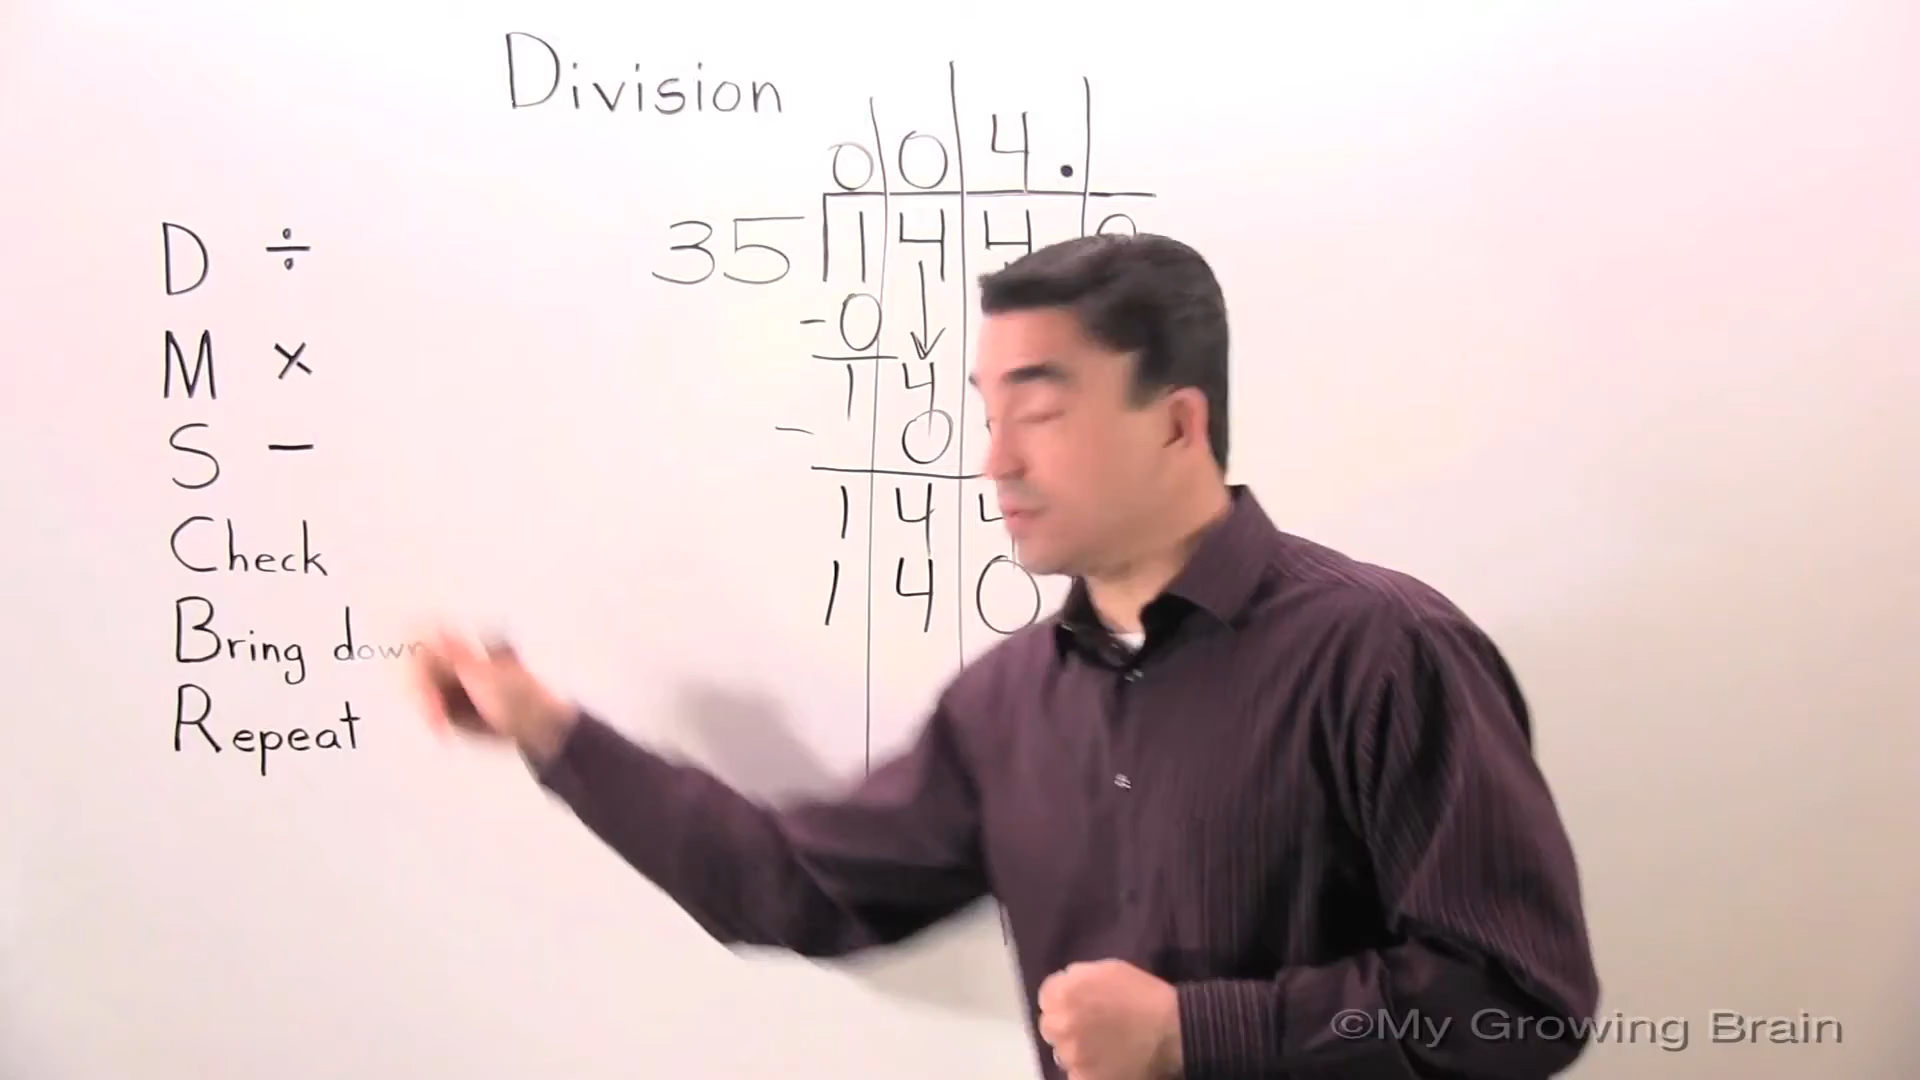 Division
0 0 4 .
35 1 4 4
D ÷
- 0
M ×
1 4
S −
- 0
1 4 4
Check
1 4 0
Bring down
Repeat
©My Growing Brain